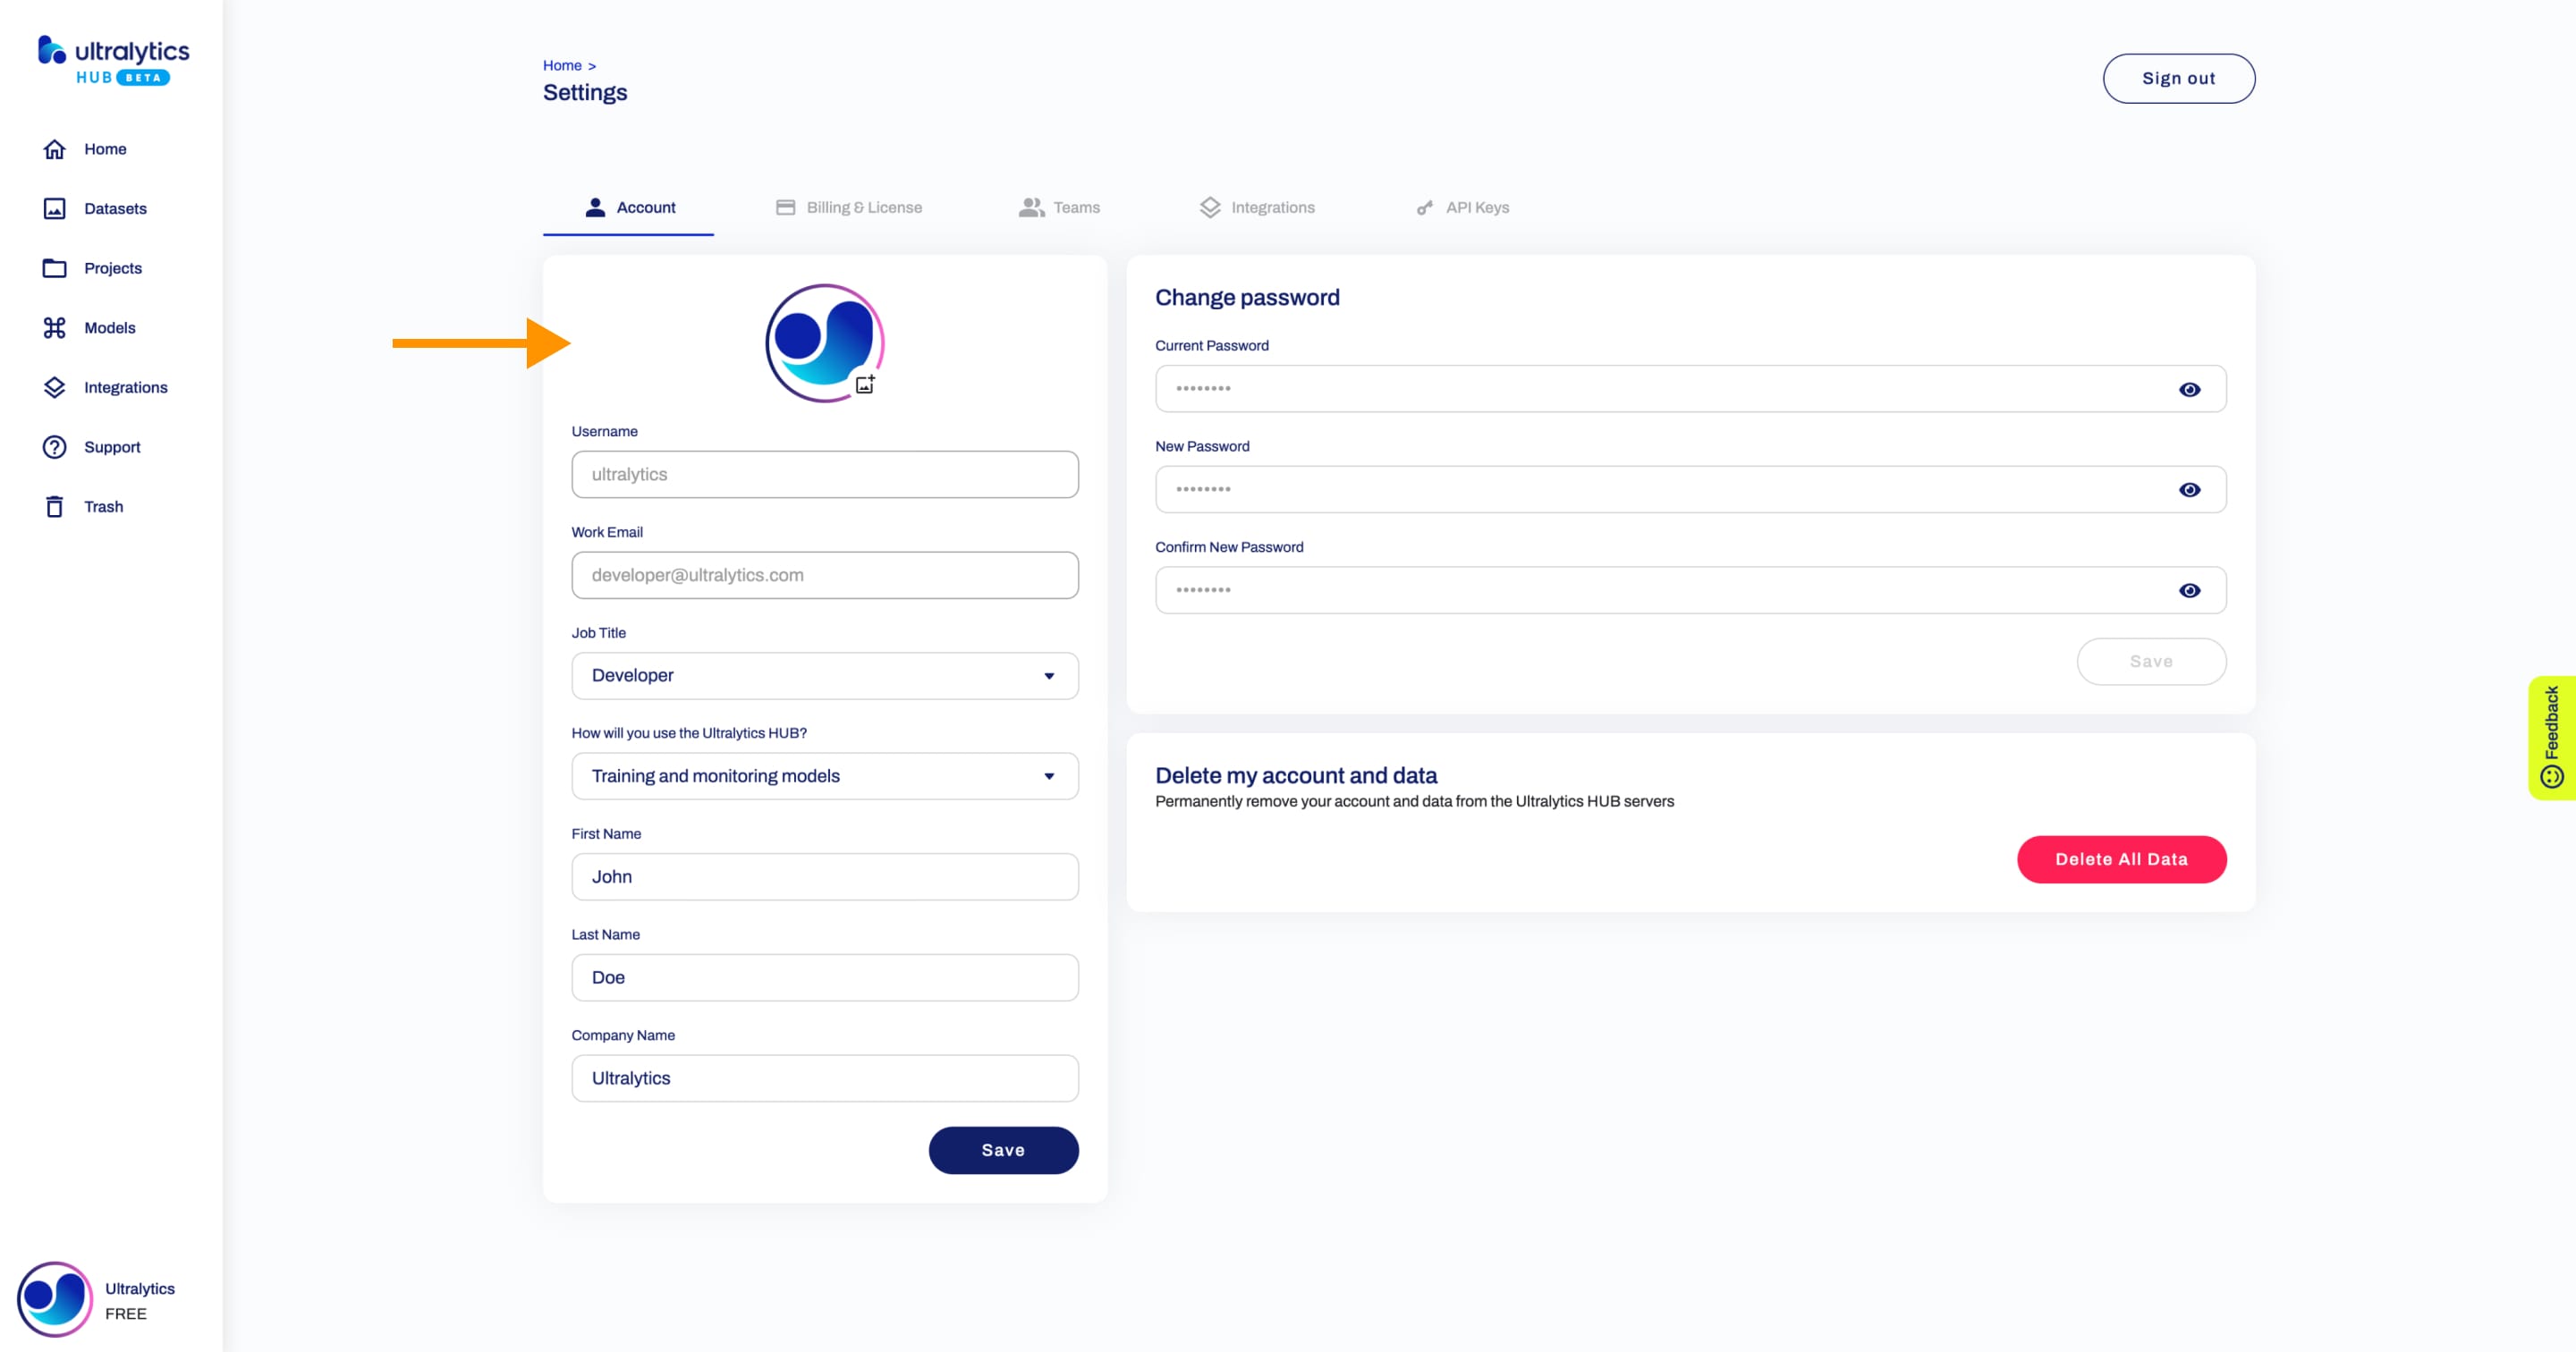 ultralytics
HUB BETA
Home
Datasets
Projects
Models
Integrations
Support
Trash
Ultralytics
FREE
Home >
Settings
Sign out
Account
Billing & License
Teams
Integrations
API Keys
Username
ultralytics
Work Email
developer@ultralytics.com
Job Title
Developer
How will you use the Ultralytics HUB?
Training and monitoring models
First Name
John
Last Name
Doe
Company Name
Ultralytics
Save
Change password
Current Password
••••••••
New Password
••••••••
Confirm New Password
••••••••
Save
Delete my account and data
Permanently remove your account and data from the Ultralytics HUB servers
Delete All Data
Feedback